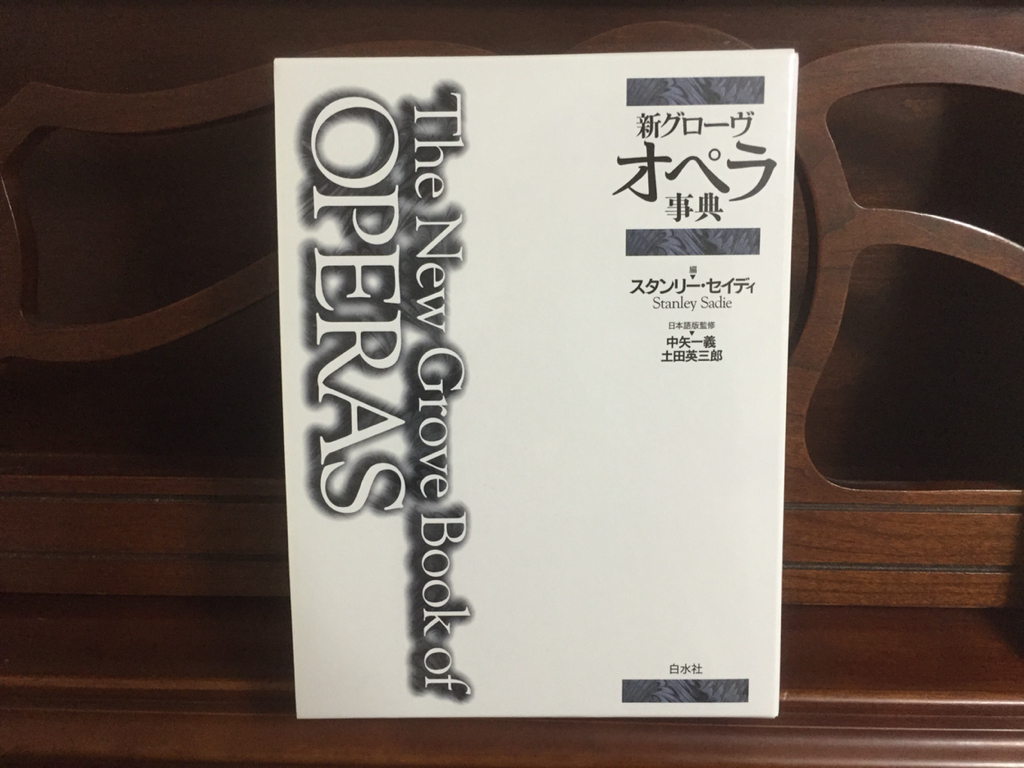 The New Grove Book of
OPERAS
新グローヴ
オペラ
事典
編
スタンリー・セイディ
Stanley Sadie
日本語版監修
中矢一義
土田英三郎
白水社